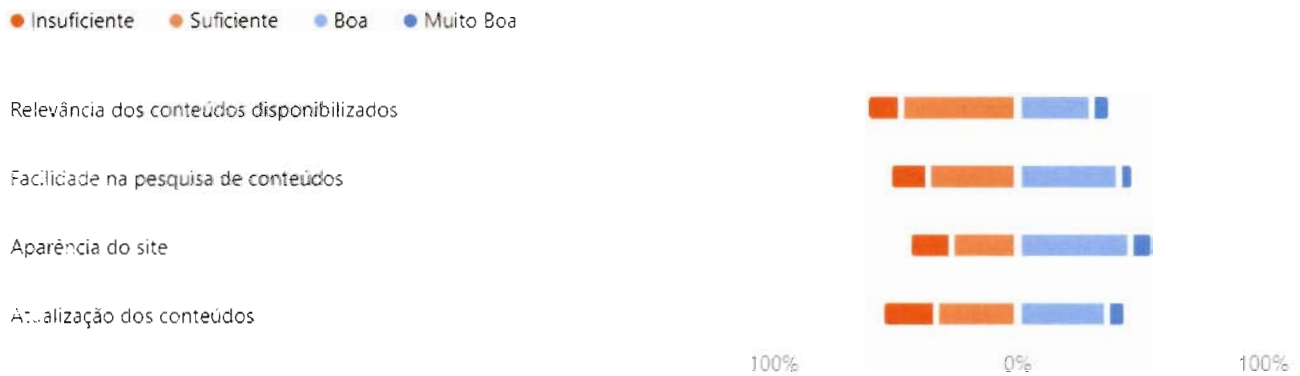 Insuficiente Suficiente Boa Muito Boa
Relevância dos conteúdos disponibilizados
Facilidade na pesquisa de conteúdos
Aparência do site
Atualização dos conteúdos
100% 0% 100%